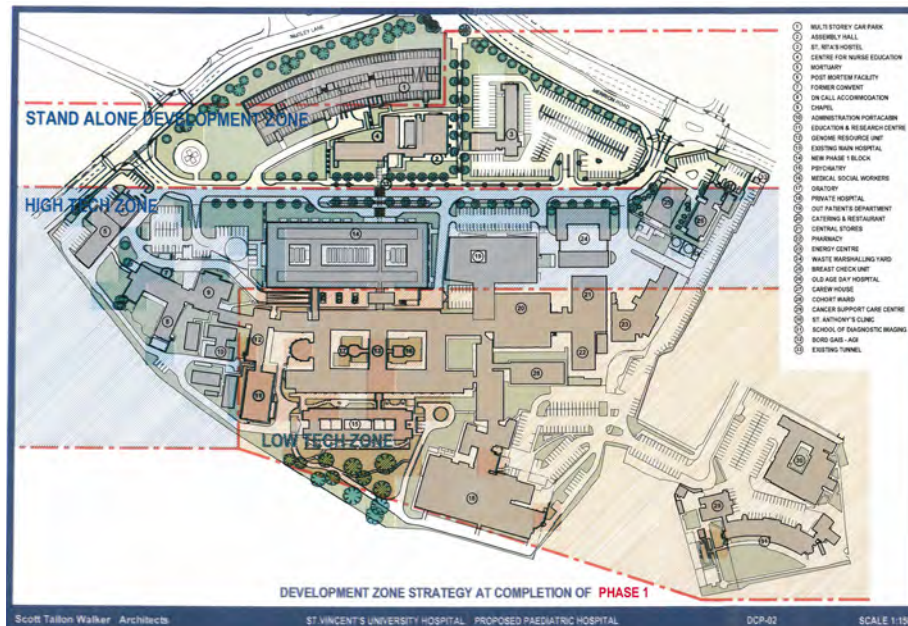 NUTLEY LANE
MERRION ROAD
STAND ALONE DEVELOPMENT ZONE
HIGH TECH ZONE
LOW TECH ZONE
1 MULTI STOREY CAR PARK
2 ASSEMBLY HALL
3 ST. RITA'S HOSTEL
4 CENTRE FOR NURSE EDUCATION
5 MORTUARY
6 POST MORTEM FACILITY
7 FORMER CONVENT
8 ON CALL ACCOMMODATION
9 CHAPEL
10 ADMINISTRATION PORTACABIN
11 EDUCATION & RESEARCH CENTRE
12 GENOME RESOURCE UNIT
13 EXISTING MAIN HOSPITAL
14 NEW PHASE 1 BLOCK
15 PSYCHIATRY
16 MEDICAL SOCIAL WORKERS
17 ORATORY
18 PRIVATE HOSPITAL
19 OUT PATIENTS DEPARTMENT
20 CATERING & RESTAURANT
21 CENTRAL STORES
22 PHARMACY
23 ENERGY CENTRE
24 WASTE MARSHALLING YARD
25 BREAST CHECK UNIT
26 OLD AGE DAY HOSPITAL
27 CAREW HOUSE
28 COHORT WARD
29 CANCER SUPPORT CARE CENTRE
30 ST. ANTHONY'S CLINIC
31 SCHOOL OF DIAGNOSTIC IMAGING
32 BORD GAIS - AGI
33 EXISTING TUNNEL
DEVELOPMENT ZONE STRATEGY AT COMPLETION OF PHASE 1
Scott Tallon Walker Architects ST.VINCENT'S UNIVERSITY HOSPITAL PROPOSED PAEDIATRIC HOSPITAL DCP-02 SCALE 1:15